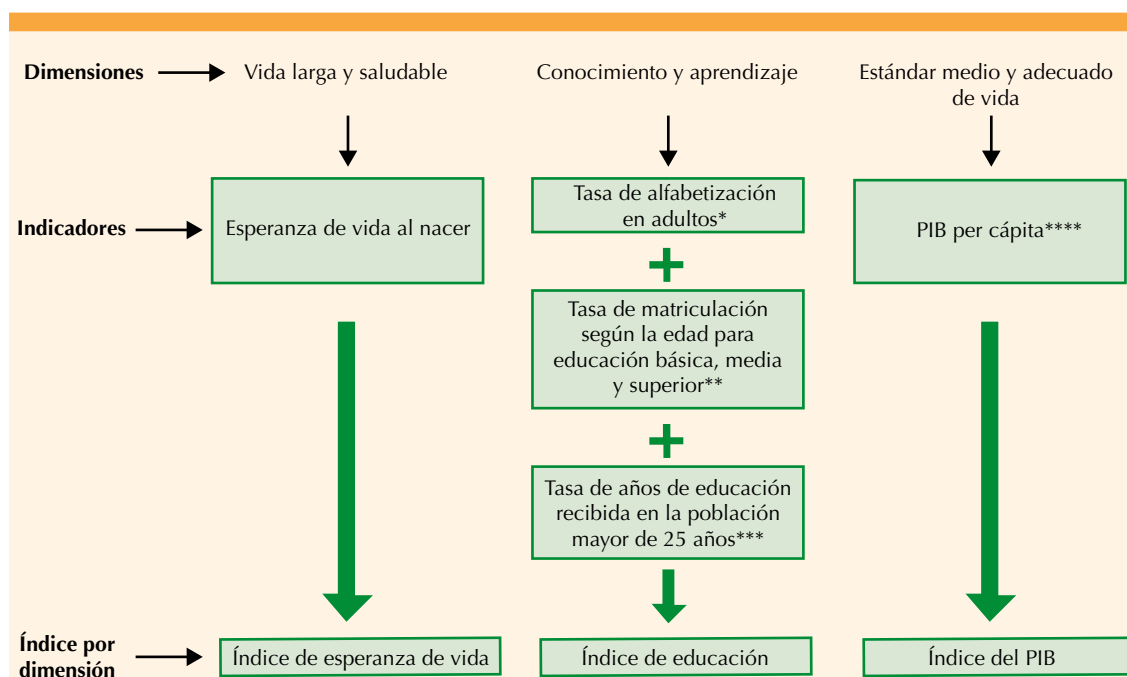 Dimensiones
Vida larga y saludable
Conocimiento y aprendizaje
Estándar medio y adecuado
de vida
Indicadores
Esperanza de vida al nacer
Tasa de alfabetización
en adultos*
PIB per cápita****
Tasa de matriculación
según la edad para
educación básica, media
y superior**
Tasa de años de educación
recibida en la población
mayor de 25 años***
Índice por
dimensión
Índice de esperanza de vida
Índice de educación
Índice del PIB